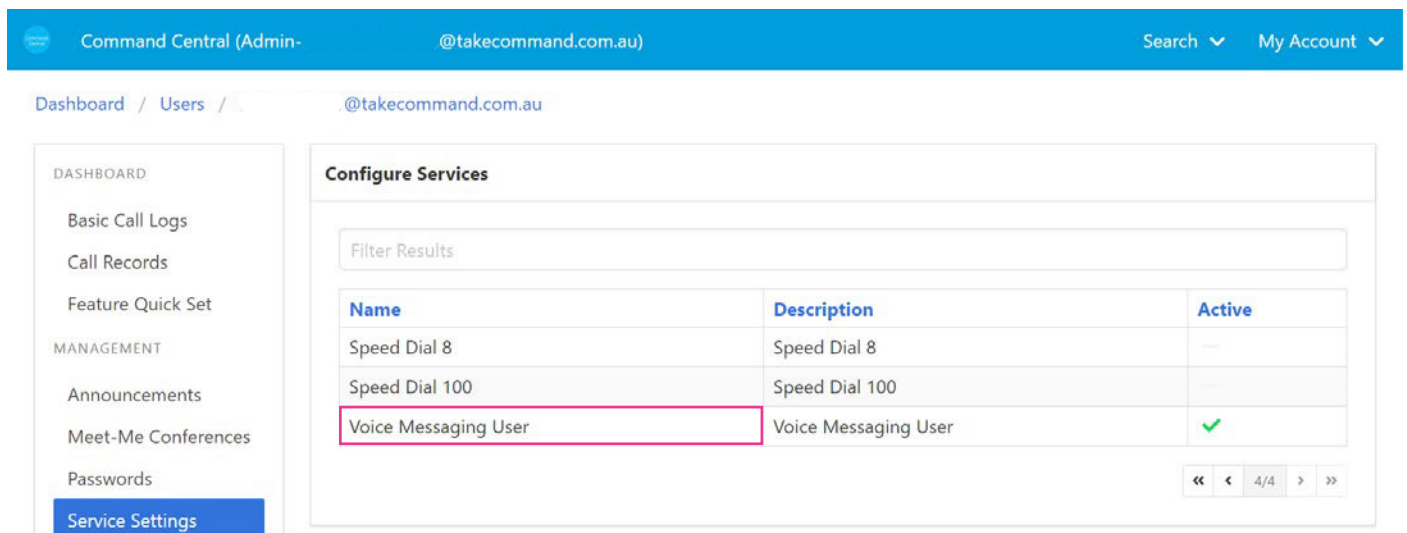 Command Central (Admin- @takecommand.com.au) Search My Account
Dashboard / Users / @takecommand.com.au
DASHBOARD
Basic Call Logs
Call Records
Feature Quick Set
MANAGEMENT
Announcements
Meet-Me Conferences
Passwords
Service Settings
Configure Services
Filter Results
Name Description Active
Speed Dial 8 Speed Dial 8
Speed Dial 100 Speed Dial 100
Voice Messaging User Voice Messaging User
« ‹ 4/4 › »